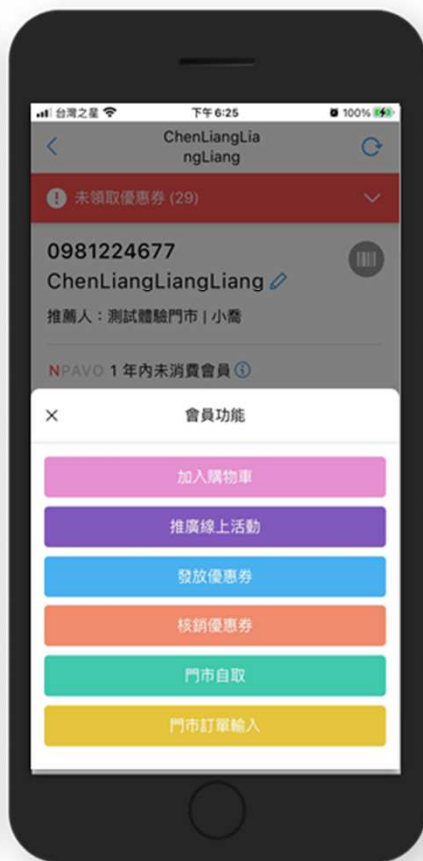 台灣之星
下午 6:25
100%
ChenLiangLia
ngLiang
未領取優惠券 (29)
0981224677
ChenLiangLiangLiang
推薦人：測試體驗門市 | 小喬
NPAVO 1 年內未消費會員
會員功能
加入購物車
推廣線上活動
發放優惠券
核銷優惠券
門市自取
門市訂單輸入